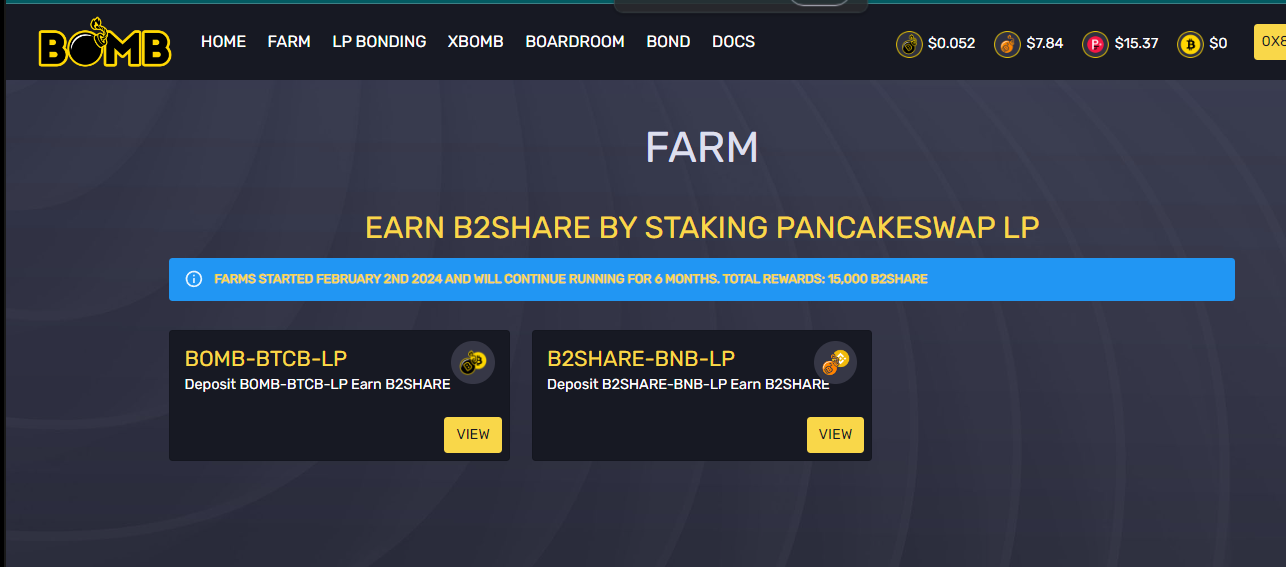 BOMB
HOME FARM LP BONDING XBOMB BOARDROOM BOND DOCS
$0.052 $7.84 $15.37 $0
0X8
FARM
EARN B2SHARE BY STAKING PANCAKESWAP LP
FARMS STARTED FEBRUARY 2ND 2024 AND WILL CONTINUE RUNNING FOR 6 MONTHS. TOTAL REWARDS: 15,000 B2SHARE
BOMB-BTCB-LP
Deposit BOMB-BTCB-LP Earn B2SHARE
VIEW
B2SHARE-BNB-LP
Deposit B2SHARE-BNB-LP Earn B2SHARE
VIEW